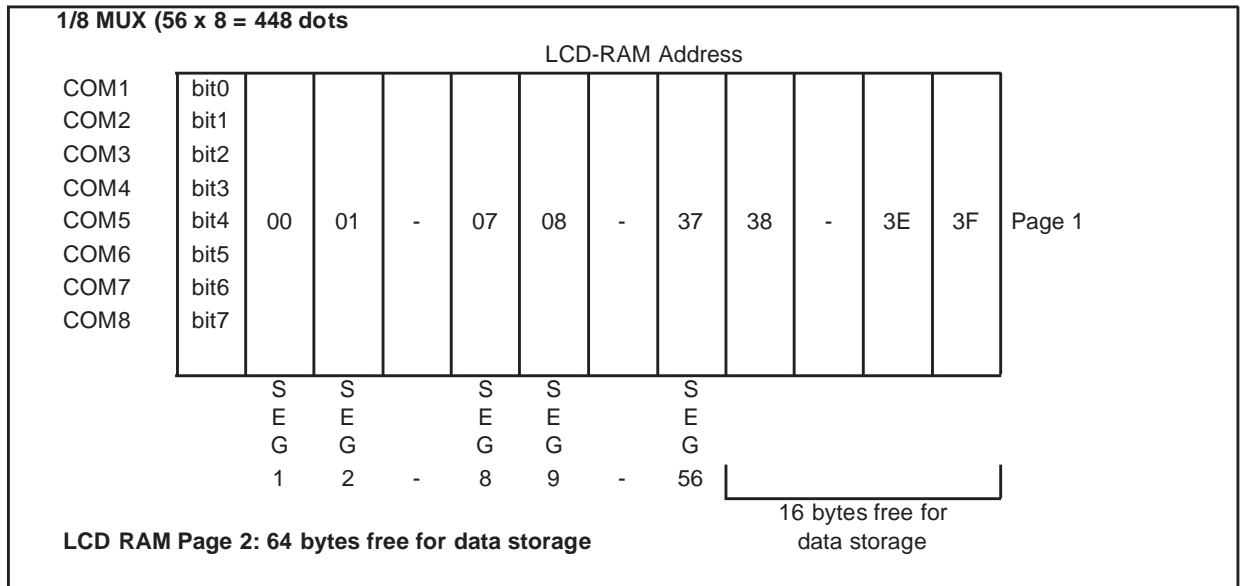 1/8 MUX (56 x 8 = 448 dots
LCD-RAM Address
COM1 bit0
COM2 bit1
COM3 bit2
COM4 bit3
COM5 bit4 00 01 - 07 08 - 37 38 - 3E 3F Page 1
COM6 bit5
COM7 bit6
COM8 bit7
S S S S S
E E E E E
G G G G G
1 2 - 8 9 - 56
16 bytes free for
LCD RAM Page 2: 64 bytes free for data storage data storage